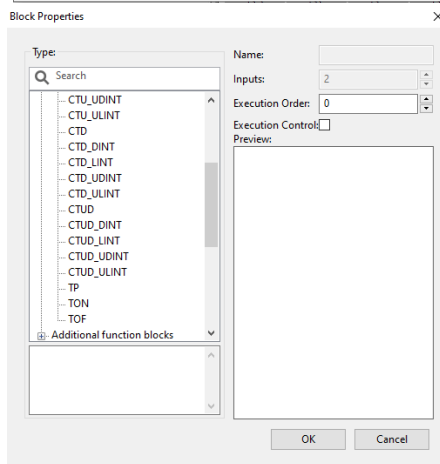 Block Properties
Type:
Search
CTU_UDINT
CTU_ULINT
CTD
CTD_DINT
CTD_LINT
CTD_UDINT
CTD_ULINT
CTUD
CTUD_DINT
CTUD_LINT
CTUD_UDINT
CTUD_ULINT
TP
TON
TOF
Additional function blocks
Name:
Inputs: 2
Execution Order: 0
Execution Control:
Preview:
OK Cancel